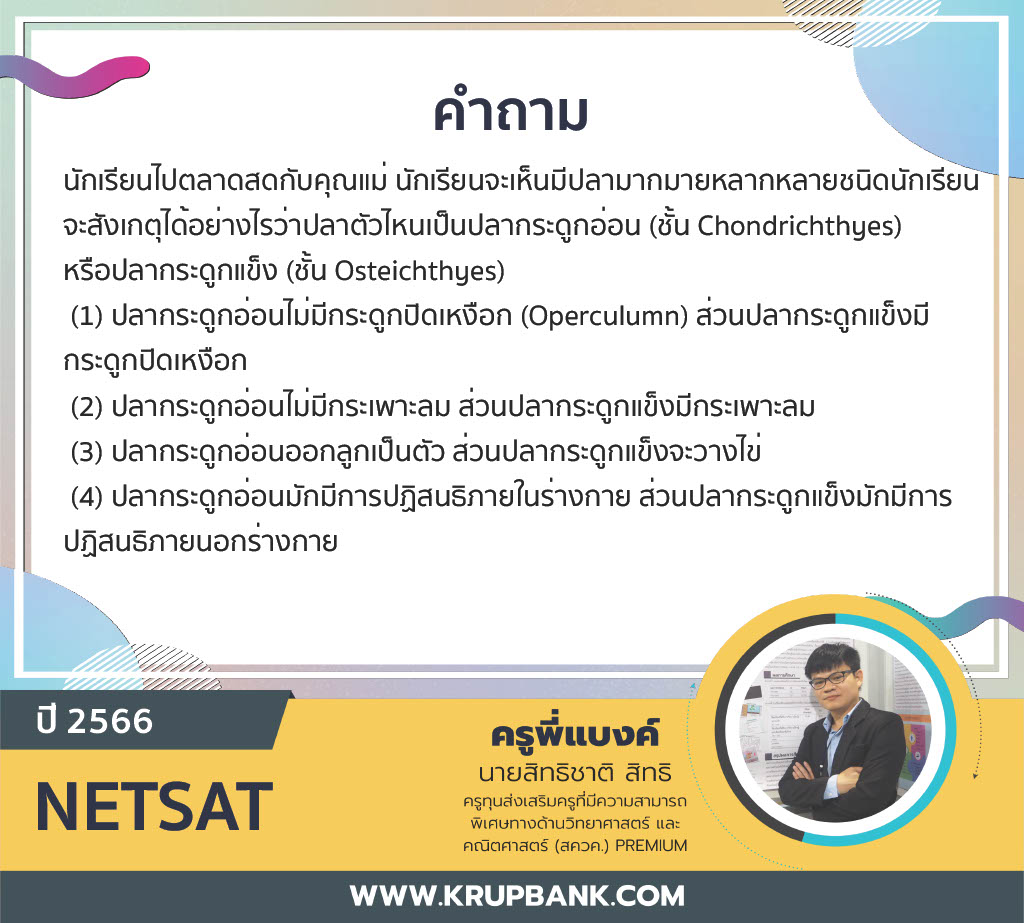 คำถาม
นักเรียนไปตลาดสดกับคุณแม่ นักเรียนจะเห็นมีปลามากมายหลากหลายชนิดนักเรียน
จะสังเกตุได้อย่างไรว่าปลาตัวไหนเป็นปลากระดูกอ่อน (ชั้น Chondrichthyes)
หรือปลากระดูกแข็ง (ชั้น Osteichthyes)
(1) ปลากระดูกอ่อนไม่มีกระดูกปิดเหงือก (Operculumn) ส่วนปลากระดูกแข็งมี
กระดูกปิดเหงือก
(2) ปลากระดูกอ่อนไม่มีกระเพาะลม ส่วนปลากระดูกแข็งมีกระเพาะลม
(3) ปลากระดูกอ่อนออกลูกเป็นตัว ส่วนปลากระดูกแข็งจะวางไข่
(4) ปลากระดูกอ่อนมักมีการปฏิสนธิภายในร่างกาย ส่วนปลากระดูกแข็งมักมีการ
ปฏิสนธิภายนอกร่างกาย
ปี 2566
NETSAT
ครูพี่แบงค์
นายสิทธิชาติ สิทธิ
ครูทุนส่งเสริมครูที่มีความสามารถ
พิเศษทางด้านวิทยาศาสตร์ และ
คณิตศาสตร์ (สควค.) PREMIUM
WWW.KRUPBANK.COM